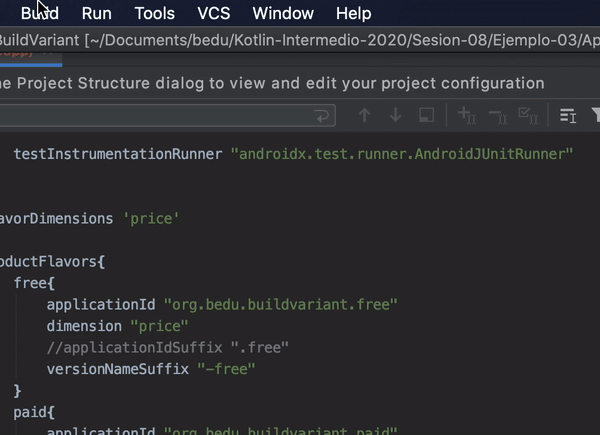 Build Run Tools VCS Window Help
BuildVariant [~/Documents/bedu/Kotlin-Intermedio-2020/Sesion-08/Ejemplo-03/Ap
he Project Structure dialog to view and edit your project configuration
testInstrumentationRunner "androidx.test.runner.AndroidJUnitRunner"
avorDimensions 'price'
oductFlavors{
free{
applicationId "org.bedu.buildvariant.free"
dimension "price"
//applicationIdSuffix ".free"
versionNameSuffix "-free"
}
paid{
applicationId "org.bedu.buildvariant.paid"